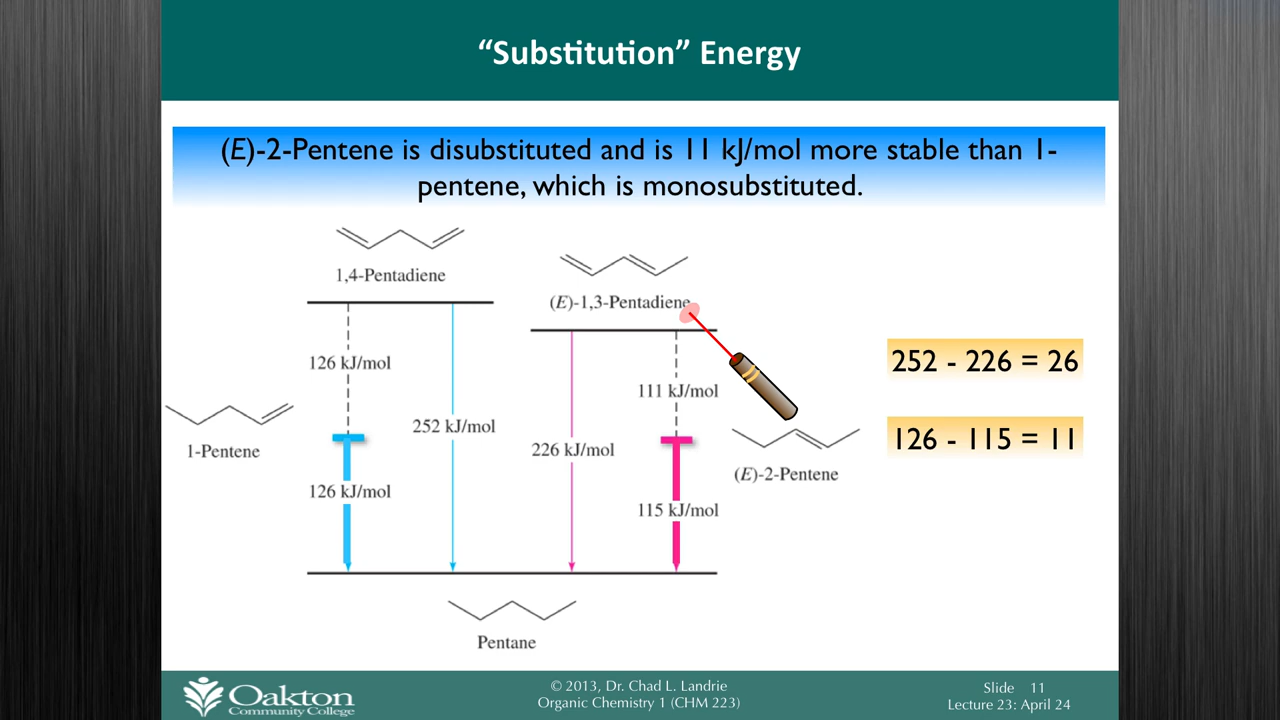 “Substitution” Energy
(E)-2-Pentene is disubstituted and is 11 kJ/mol more stable than 1-
pentene, which is monosubstituted.
1,4-Pentadiene
(E)-1,3-Pentadiene
126 kJ/mol
252 kJ/mol
111 kJ/mol
226 kJ/mol
1-Pentene
(E)-2-Pentene
126 kJ/mol
115 kJ/mol
Pentane
252 - 226 = 26
126 - 115 = 11
Oakton
Community College
© 2013, Dr. Chad L. Landrie
Organic Chemistry 1 (CHM 223)
Slide 11
Lecture 23: April 24